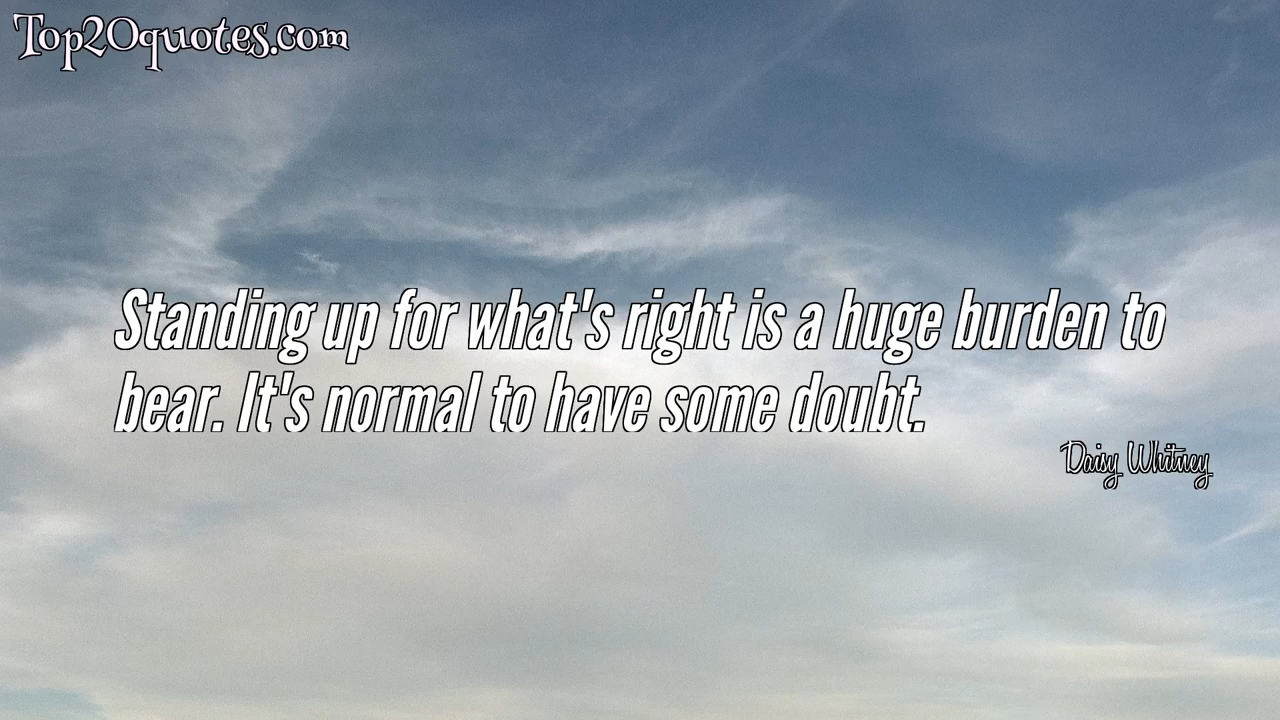 Top20quotes.com
Standing up for what's right is a huge burden to
bear. It's normal to have some doubt.
Daisy Whitney